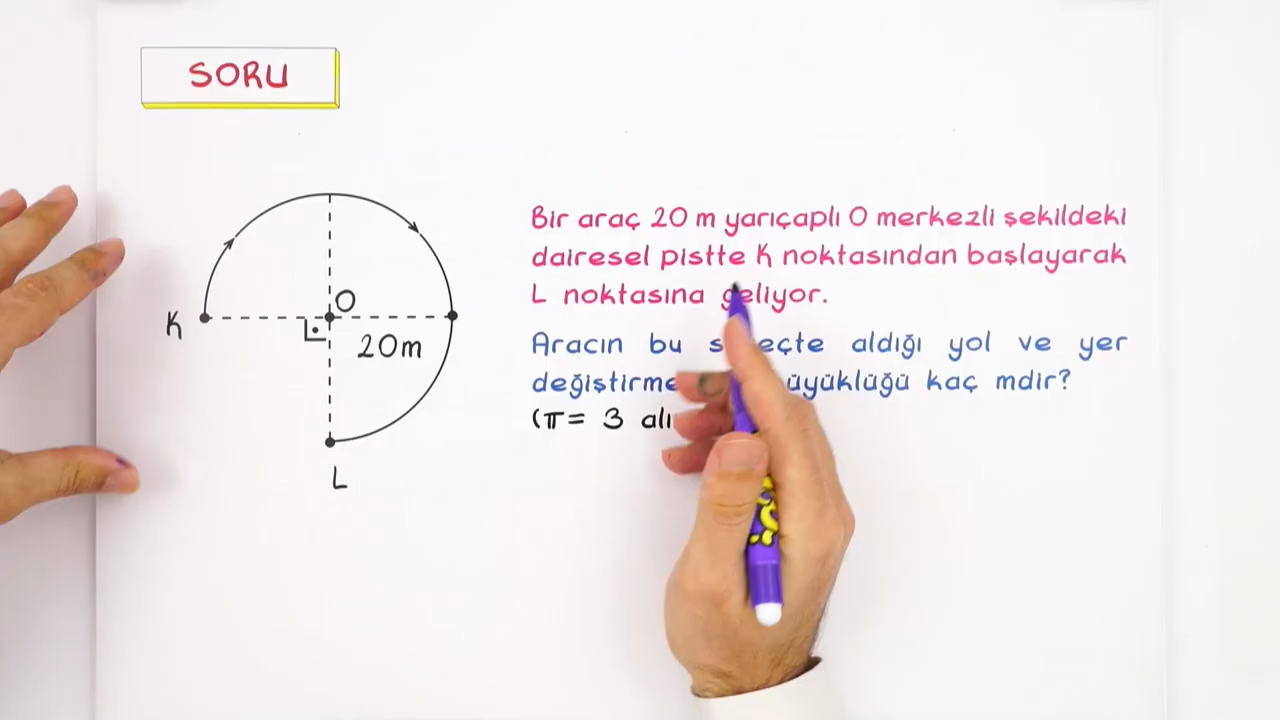 SORU
K
O
20m
L
Bir araç 20 m yarıçaplı O merkezli şekildeki
dairesel pistte K noktasından başlayarak
L noktasına geliyor.
Aracın bu aldığı yol ve yer
değiştirme kaç mdir?
(π= 3